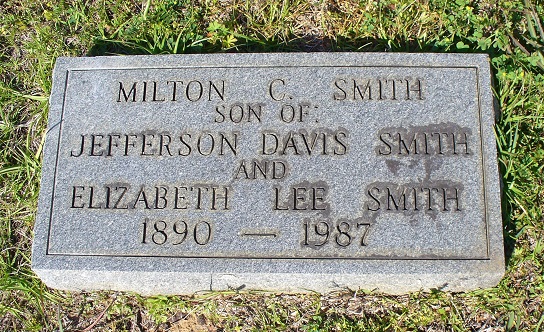 MILTON C. SMITH
SON OF:
JEFFERSON DAVIS SMITH
AND
ELIZABETH LEE SMITH
1890 — 1987